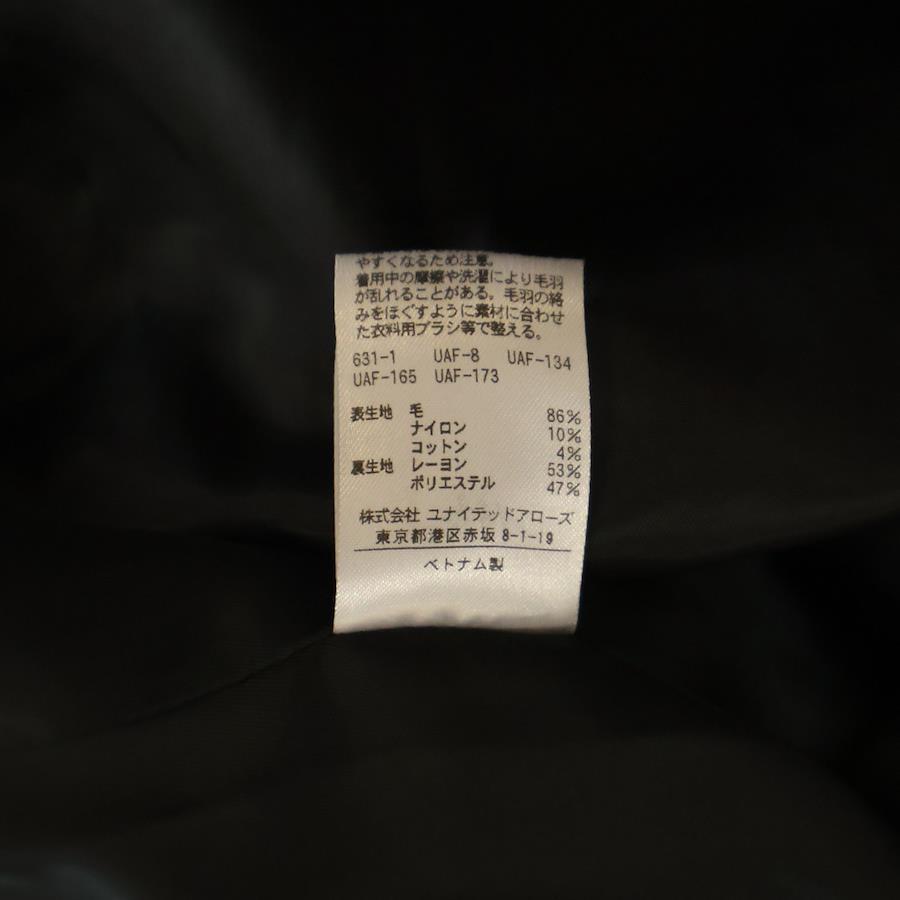 やすくなるため注意。
着用中の摩擦や洗濯により毛羽
が乱れることがある。毛羽の絡
みをほぐすように素材に合わせ
た衣料用ブラシ等で整える。
631-1 UAF-8 UAF-134
UAF-165 UAF-173
表生地 毛 86%
ナイロン 10%
コットン 4%
裏生地 レーヨン 53%
ポリエステル 47%
株式会社 ユナイテッドアローズ
東京都港区赤坂 8-1-19
ベトナム製